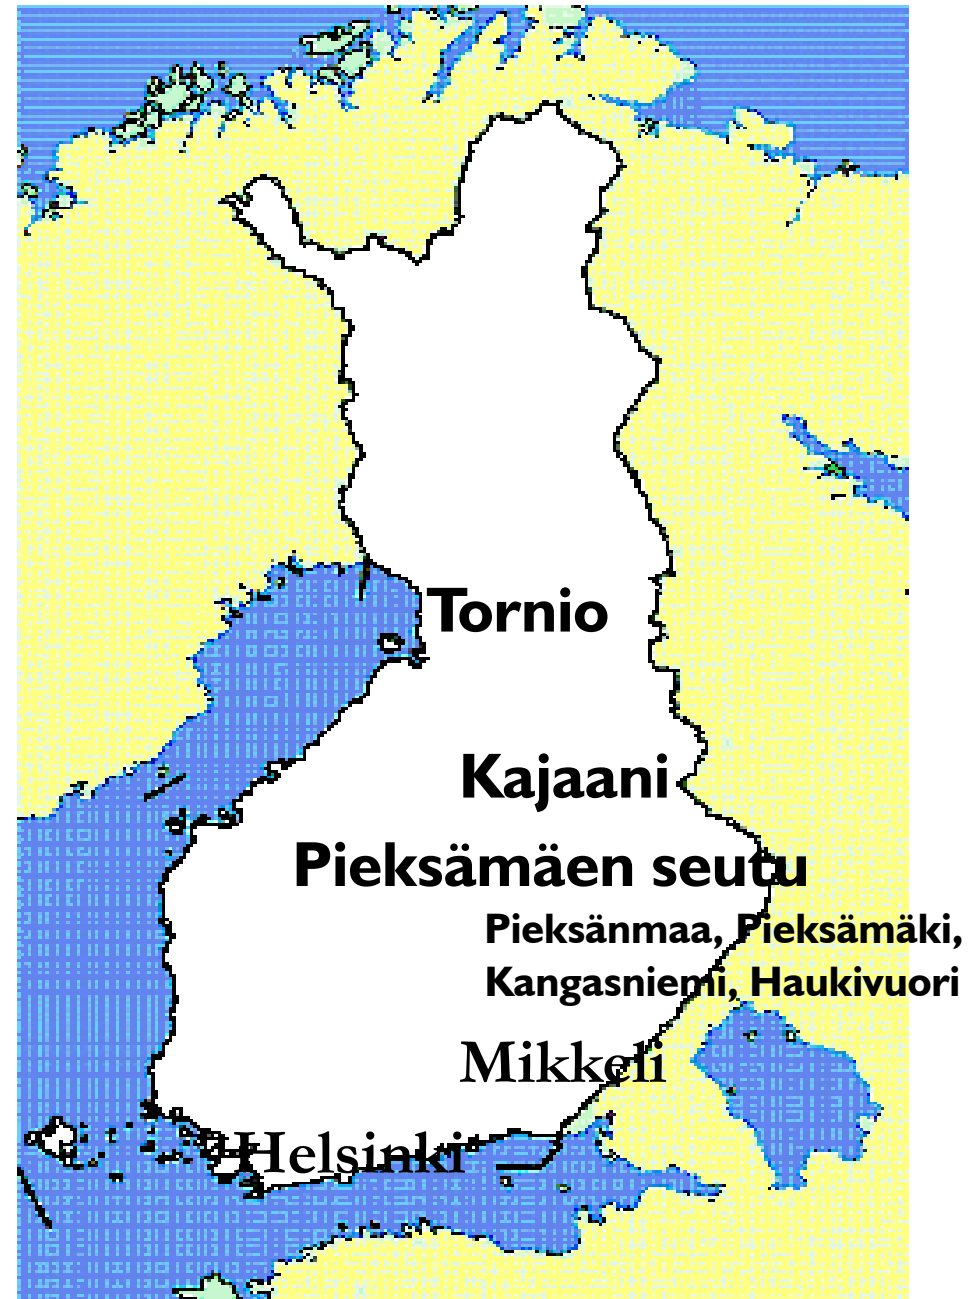 Tornio
Kajaani
Pieksämäen seutu
Pieksänmaa, Pieksämäki,
Kangasniemi, Haukivuori
Mikkeli
Helsinki